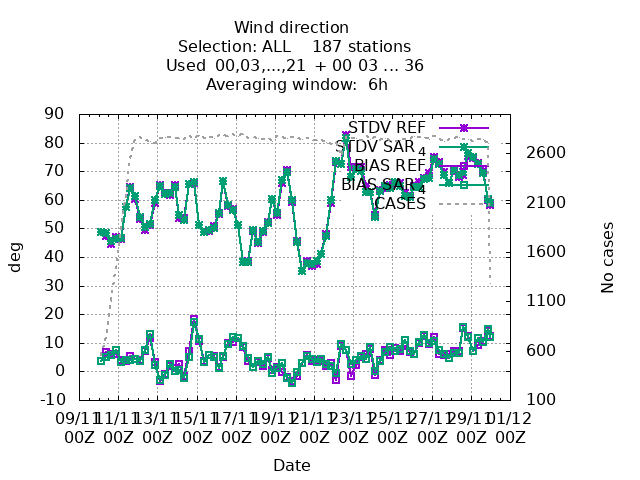 Wind direction
Selection: ALL    187 stations
Used  00,03,...,21  + 00 03 ... 36
Averaging window:  6h
STDV REF
STDV SAR_4
BIAS REF
BIAS SAR_4
CASES
90
80
70
60
50
40
30
20
10
0
-10
deg
2600
2100
1600
1100
600
100
No cases
09/11 11/11 13/11 15/11 17/11 19/11 21/11 23/11 25/11 27/11 29/11 01/12
00Z 00Z 00Z 00Z 00Z 00Z 00Z 00Z 00Z 00Z 00Z 00Z
Date